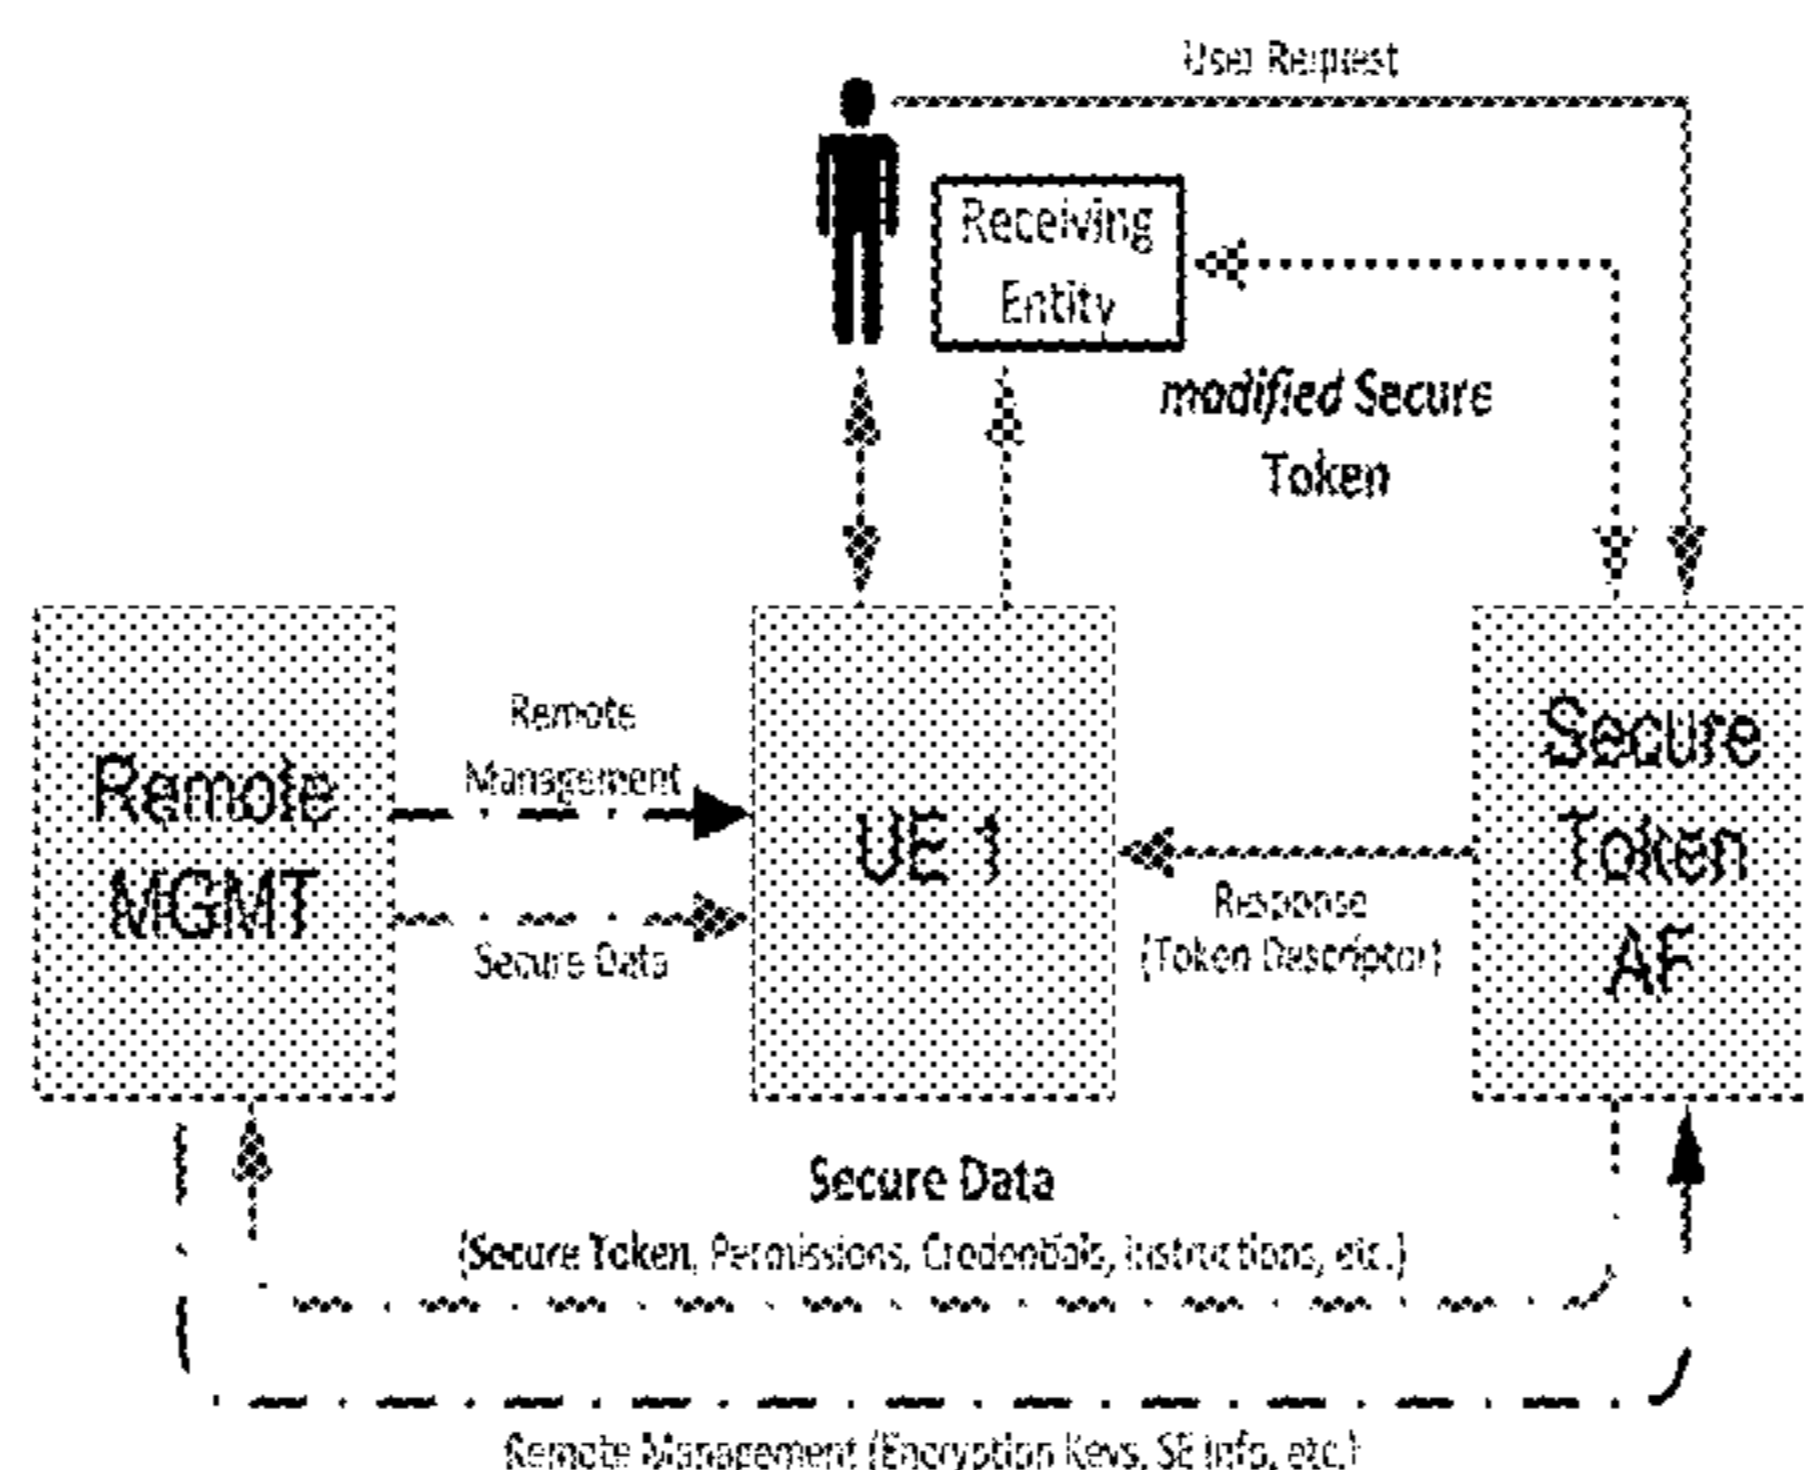 User Request
Receiving
Entity
modified Secure
Token
Remote
Management
Secure
Token
AF
Remote
MGMT
UE 1
Secure Data
Response
(Token Descriptor)
Secure Data
(Secure Token, Permissions, Credentials, Instructions, etc.)
Remote Management (Encryption Keys, SE Info, etc.)